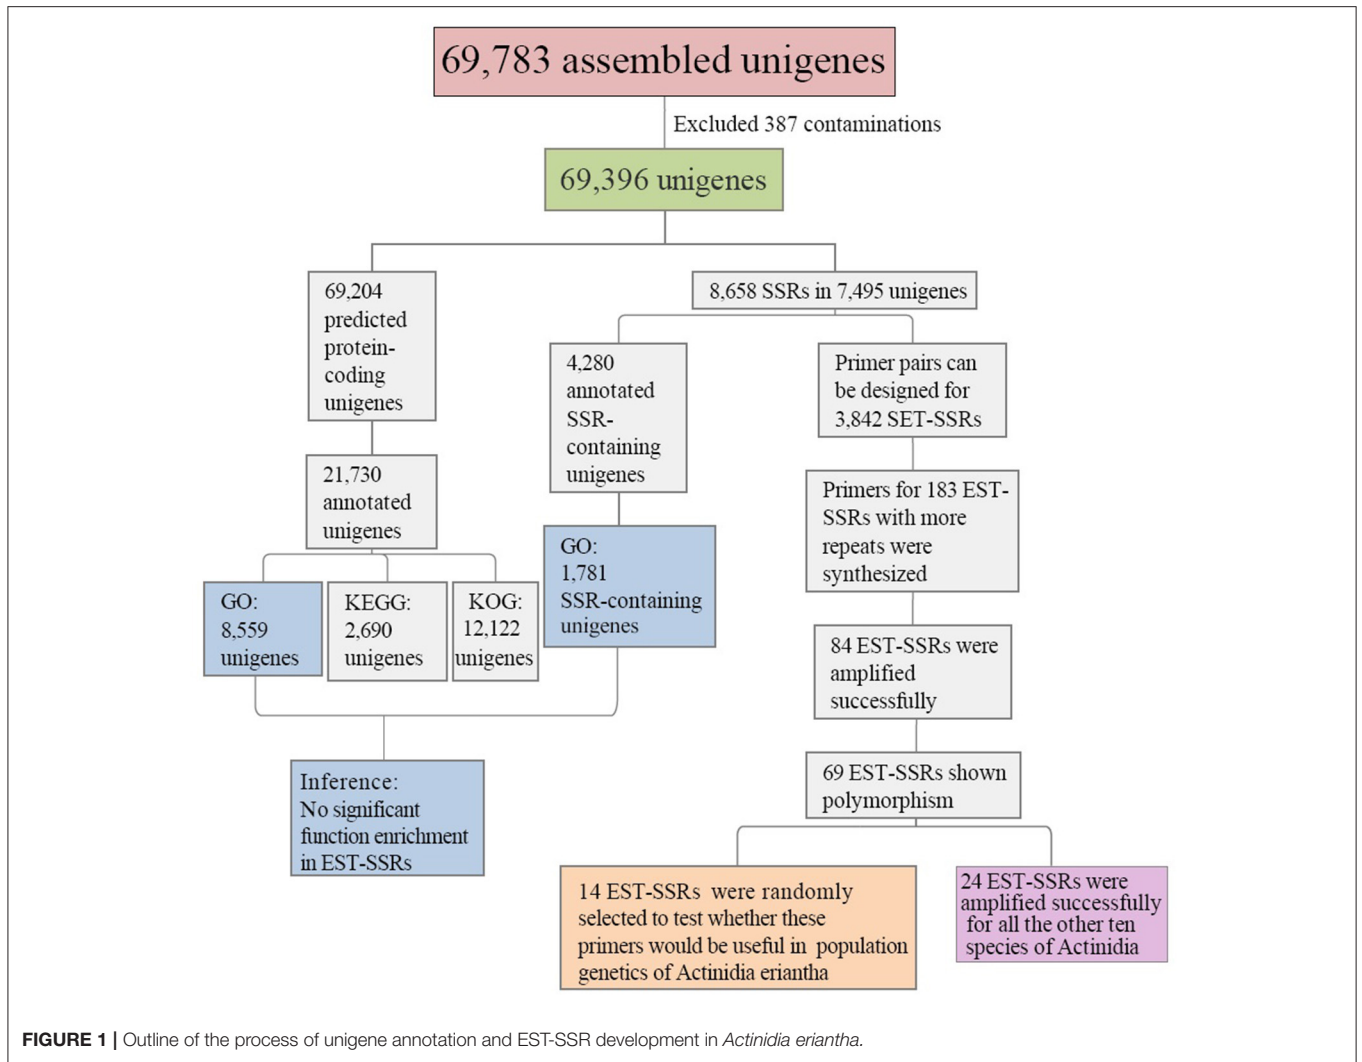 69,783 assembled unigenes
Excluded 387 contaminations
69,396 unigenes
69,204
predicted
protein-
coding
unigenes
8,658 SSRs in 7,495 unigenes
4,280
annotated
SSR-
containing
unigenes
Primer pairs can
be designed for
3,842 SET-SSRs
21,730
annotated
unigenes
Primers for 183 EST-
SSRs with more
repeats were
synthesized
GO:
8,559
unigenes
KEGG:
2,690
unigenes
KOG:
12,122
unigenes
GO:
1,781
SSR-containing
unigenes
84 EST-SSRs were
amplified
successfully
69 EST-SSRs shown
polymorphism
Inference:
No significant
function enrichment
in EST-SSRs
14 EST-SSRs were randomly
selected to test whether these
primers would be useful in population
genetics of Actinidia eriantha
24 EST-SSRs were
amplified successfully
for all the other ten
species of Actinidia
FIGURE 1 | Outline of the process of unigene annotation and EST-SSR development in Actinidia eriantha.